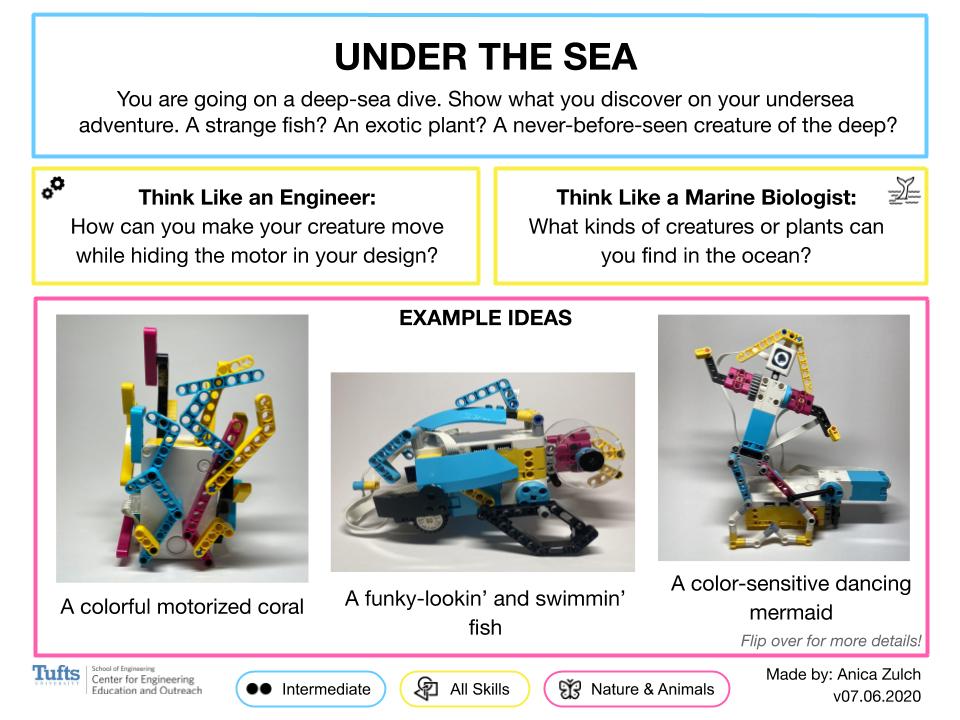 UNDER THE SEA
You are going on a deep-sea dive. Show what you discover on your undersea
adventure. A strange fish? An exotic plant? A never-before-seen creature of the deep?
Think Like an Engineer:
How can you make your creature move
while hiding the motor in your design?
Think Like a Marine Biologist:
What kinds of creatures or plants can
you find in the ocean?
EXAMPLE IDEAS
A colorful motorized coral
A funky-lookin’ and swimmin’
fish
A color-sensitive dancing
mermaid
Flip over for more details!
Tufts
UNIVERSITY
School of Engineering
Center for Engineering
Education and Outreach
Intermediate
All Skills
Nature & Animals
Made by: Anica Zulch
v07.06.2020